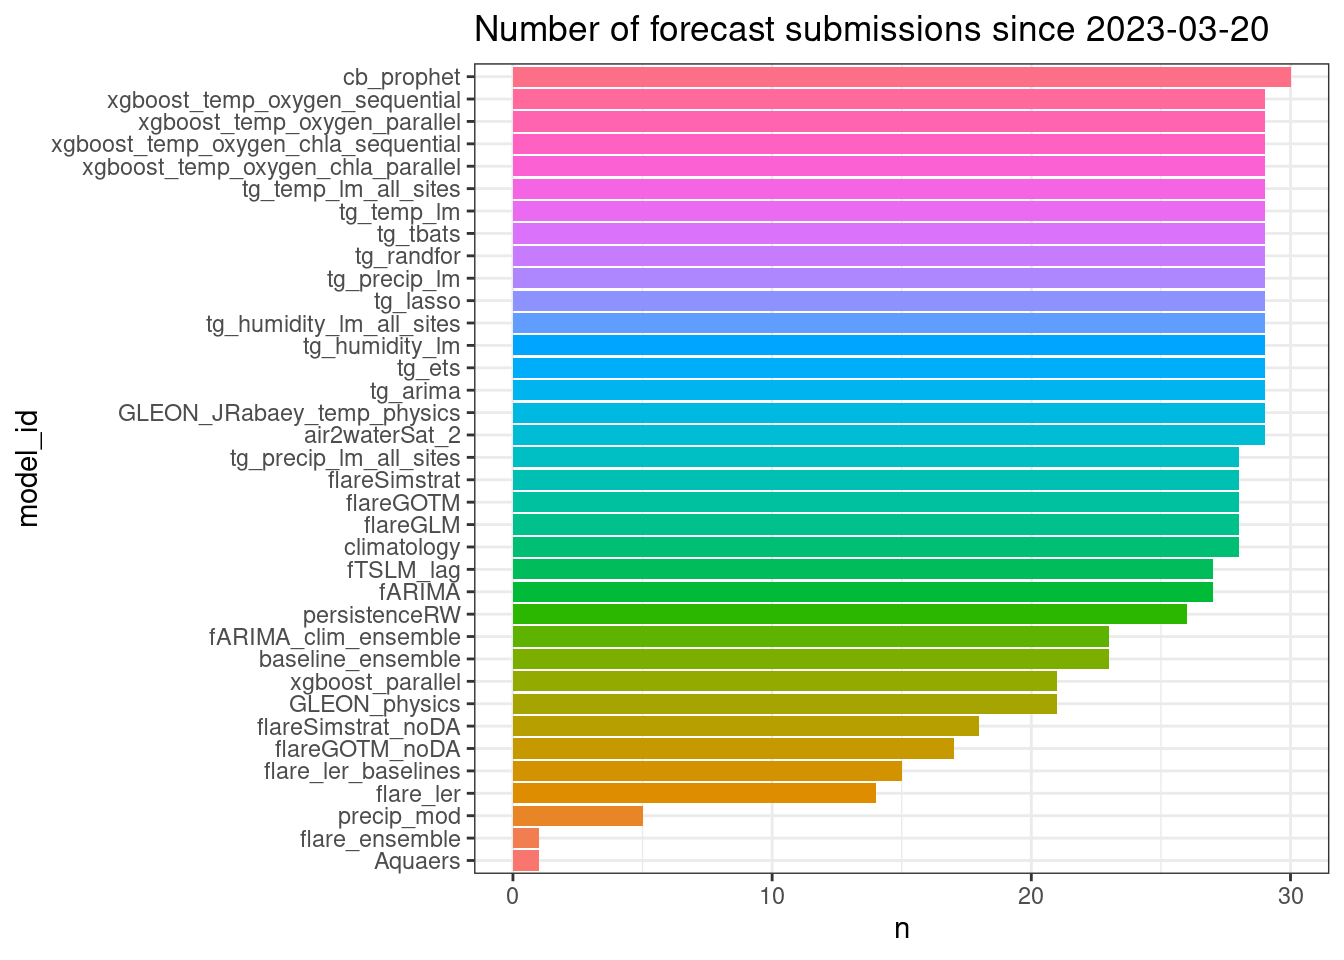 Number of forecast submissions since 2023-03-20
cb_prophet
xgboost_temp_oxygen_sequential
xgboost_temp_oxygen_parallel
xgboost_temp_oxygen_chla_sequential
xgboost_temp_oxygen_chla_parallel
tg_temp_lm_all_sites
tg_temp_lm
tg_tbats
tg_randfor
tg_precip_lm
tg_lasso
tg_humidity_lm_all_sites
tg_humidity_lm
tg_ets
tg_arima
GLEON_JRabaey_temp_physics
air2waterSat_2
tg_precip_lm_all_sites
flareSimstrat
flareGOTM
flareGLM
climatology
fTSLM_lag
fARIMA
persistenceRW
fARIMA_clim_ensemble
baseline_ensemble
xgboost_parallel
GLEON_physics
flareSimstrat_noDA
flareGOTM_noDA
flare_ler_baselines
flare_ler
precip_mod
flare_ensemble
Aquaers
model_id
0 10 20 30
n